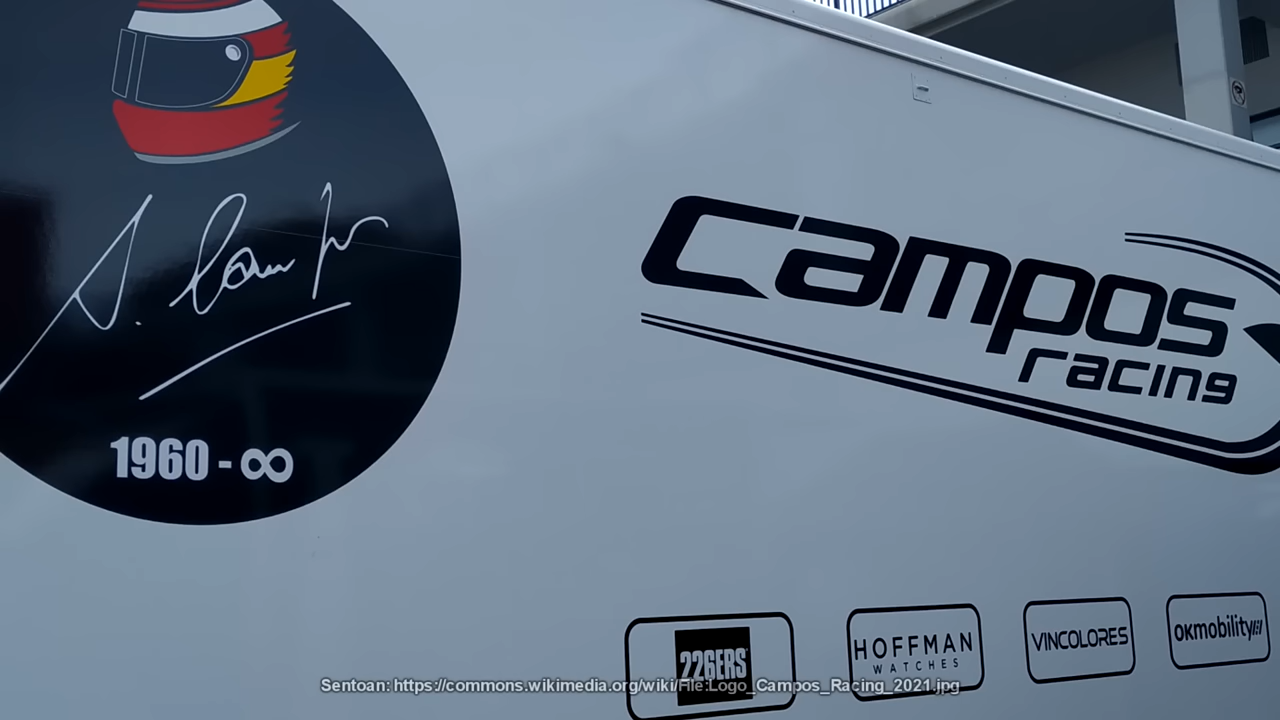 1960 - ∞
campos
racing
226ERS
HOFFMAN
WATCHES
VINCOLORES
okmobility
Sentoan: https://commons.wikimedia.org/wiki/File:Logo_Campos_Racing_2021.jpg